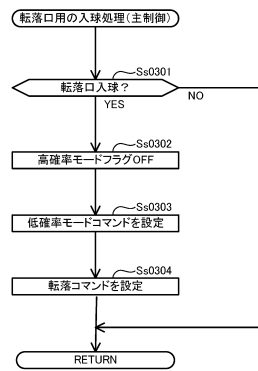 転落口用の入球処理(主制御)
Ss0301
転落口入球？
YES
NO
Ss0302
高確率モードフラグOFF
Ss0303
低確率モードコマンドを設定
Ss0304
転落コマンドを設定
RETURN